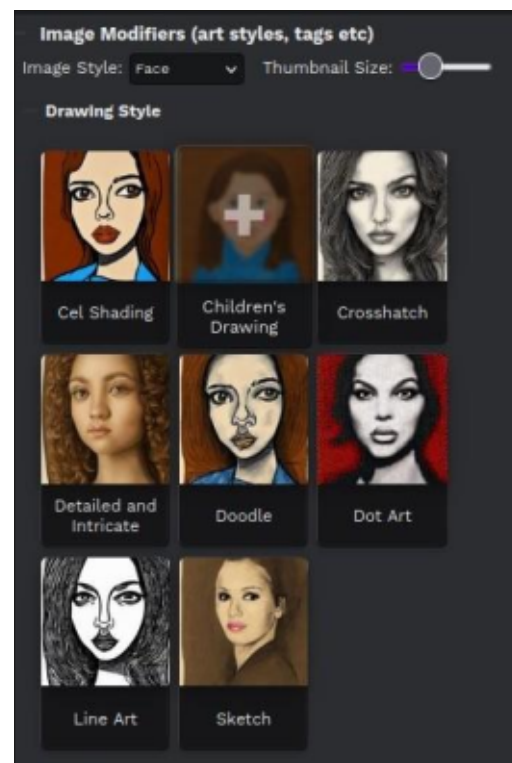 Image Modifiers (art styles, tags etc)
Image Style: Face Thumbnail Size:
Drawing Style
Cel Shading
Children's
Drawing
Crosshatch
Detailed and
Intricate
Doodle
Dot Art
Line Art
Sketch